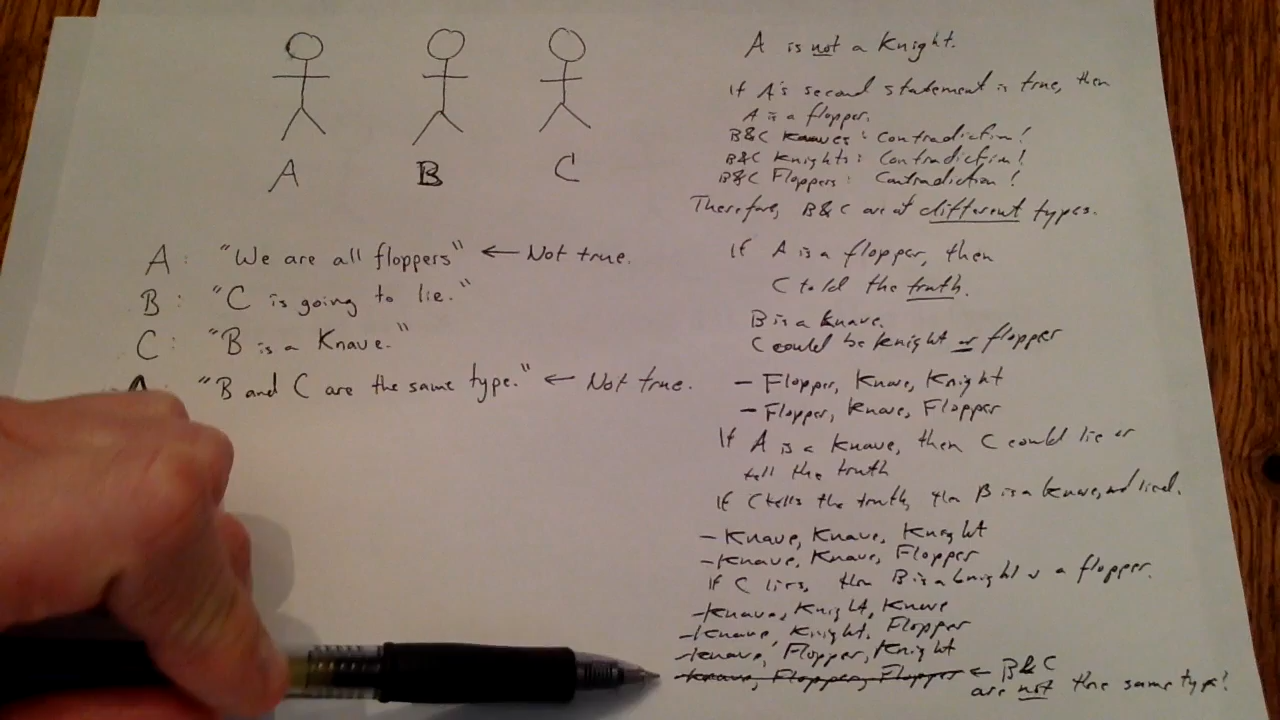 A B C
A: "We are all floppers" ← Not true.
B: "C is going to lie."
C: "B is a Knave."
"B and C are the same type." ← Not true.
A is not a Knight.
If A's second statement is true, then
A is a flopper.
B&C Knaves: Contradiction!
B&C Knights: Contradiction!
B&C Floppers: Contradiction!
Therefore, B&C are of different types.
If A is a flopper, then
C told the truth.
B is a Knave.
C could be Knight or flopper
- Flopper, Knave, Knight
- Flopper, Knave, Flopper
If A is a Knave, then C could lie or
tell the truth
If C tells the truth, then B is a knave, and lied.
- Knave, Knave, Knight
- Knave, Knave, Flopper
If C lies, then B is a knight or a flopper.
- Knave, Knight, Knave
- Knave, Knight, Flopper
- Knave, Flopper, Knight
- Knave, Flopper, Flopper ← B&C
are not the same type!